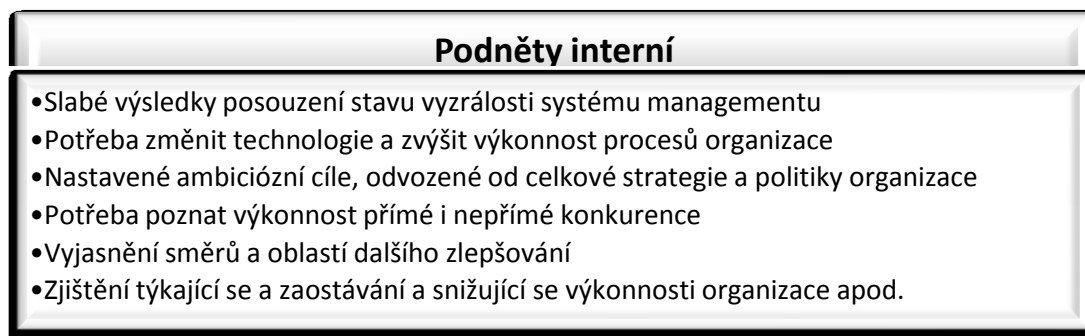 Podněty interní
•Slabé výsledky posouzení stavu vyzrálosti systému managementu
•Potřeba změnit technologie a zvýšit výkonnost procesů organizace
•Nastavené ambiciózní cíle, odvozené od celkové strategie a politiky organizace
•Potřeba poznat výkonnost přímé i nepřímé konkurence
•Vyjasnění směrů a oblastí dalšího zlepšování
•Zjištění týkající se a zaostávání a snižující se výkonnosti organizace apod.